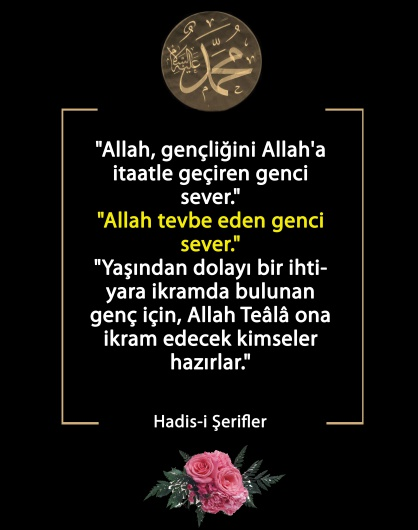 محمد
"Allah, gençliğini Allah'a
itaatle geçiren genci
sever."
"Allah tevbe eden genci
sever."
"Yaşından dolayı bir ihti-
yara ikramda bulunan
genç için, Allah Teâlâ ona
ikram edecek kimseler
hazırlar."
Hadis-i Şerifler